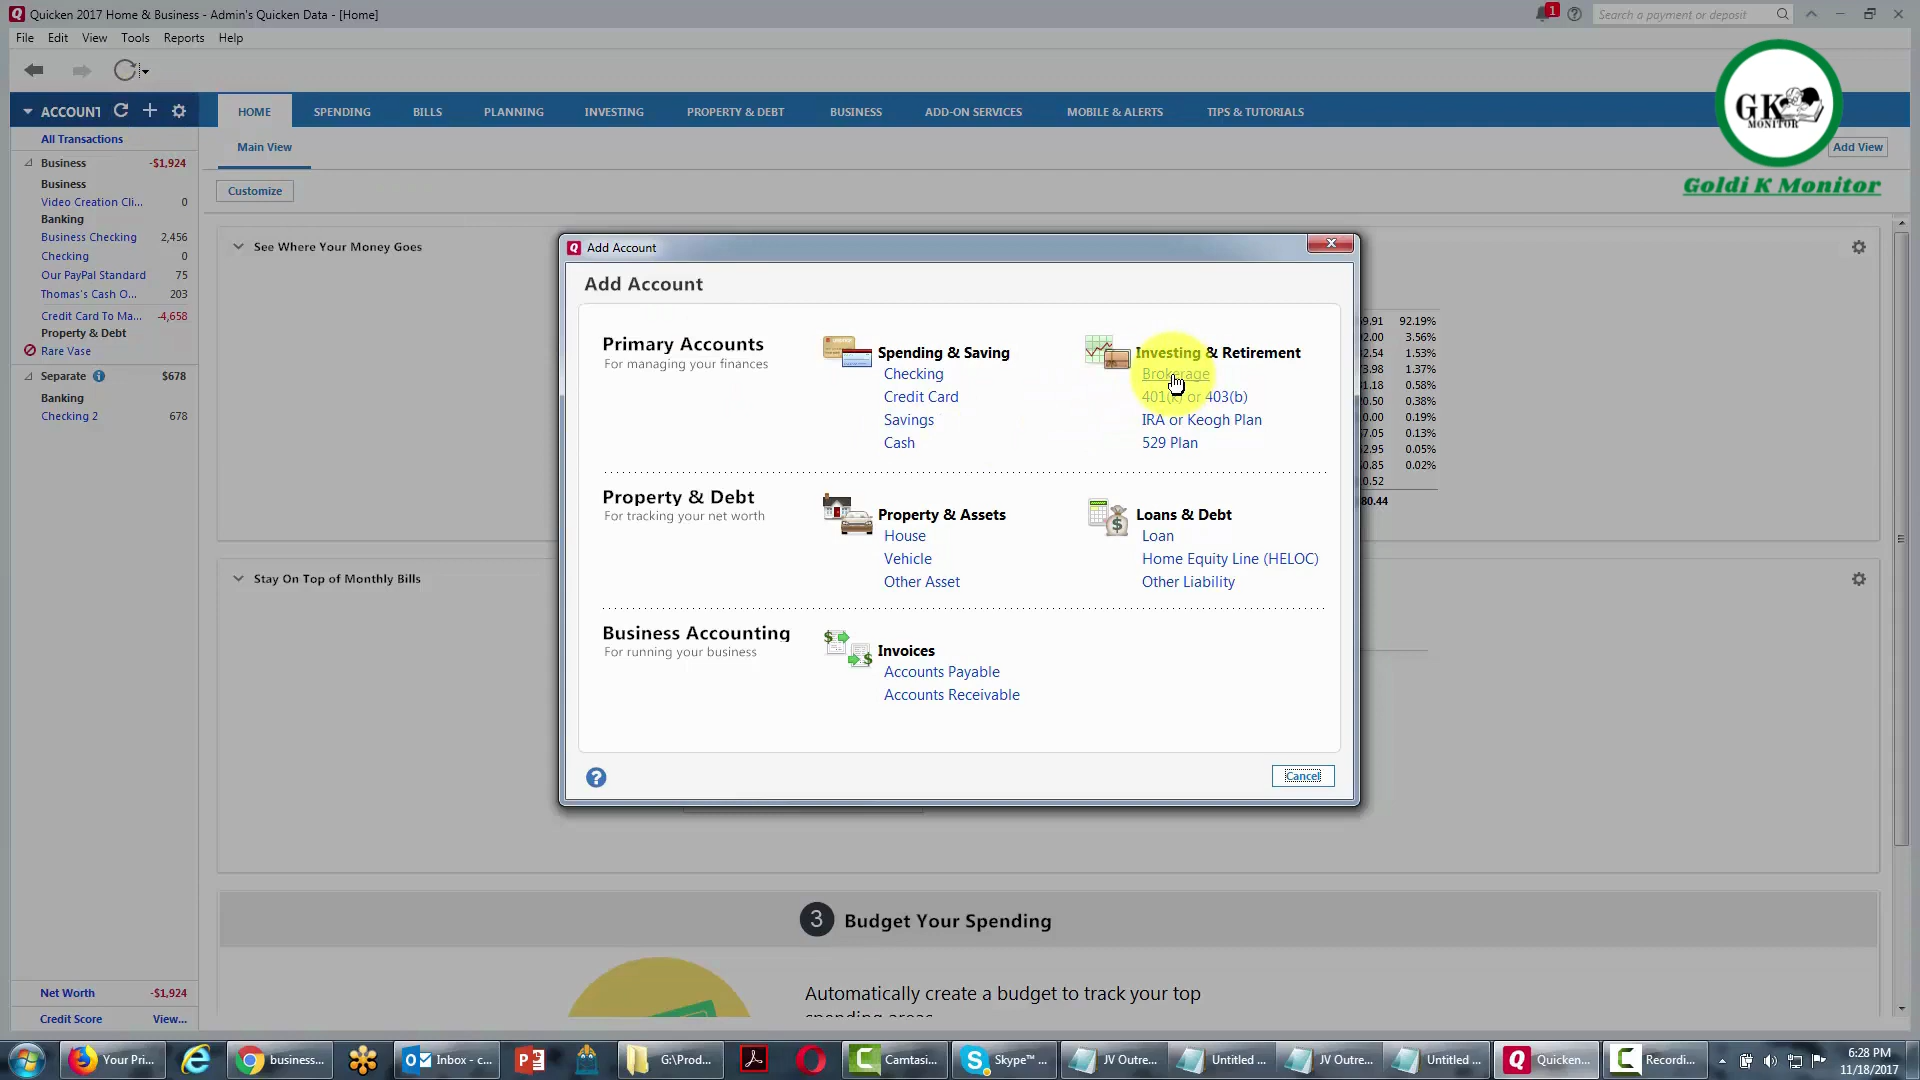 Quicken 2017 Home & Business - Admin's Quicken Data - [Home]
1
Search a payment or deposit
File Edit View Tools Reports Help
GK
MONITOR
Goldi K Monitor
ACCOUNT
HOME SPENDING BILLS PLANNING INVESTING PROPERTY & DEBT BUSINESS ADD-ON SERVICES MOBILE & ALERTS TIPS & TUTORIALS
All Transactions
Main View
Add View
Business -$1,924
Business
Customize
Video Creation Cli... 0
Banking
Business Checking 2,456
Checking 0
Our PayPal Standard 75
Thomas's Cash O... 203
Credit Card To Ma... -4,658
Property & Debt
Rare Vase
Separate $678
Banking
Checking 2 678
Net Worth -$1,924
Credit Score View...
See Where Your Money Goes
92.19%
3.56%
1.53%
1.37%
0.58%
0.38%
0.19%
0.13%
0.05%
0.02%
Stay On Top of Monthly Bills
Add Account
Add Account
Primary Accounts
For managing your finances
Spending & Saving
Checking
Credit Card
Savings
Cash
Investing & Retirement
Brokerage
401(k) or 403(b)
IRA or Keogh Plan
529 Plan
Property & Debt
For tracking your net worth
Property & Assets
House
Vehicle
Other Asset
Loans & Debt
Loan
Home Equity Line (HELOC)
Other Liability
Business Accounting
For running your business
Invoices
Accounts Payable
Accounts Receivable
Cancel
3 Budget Your Spending
Automatically create a budget to track your top
spending areas
Your Pri... business... Inbox - c... G:\Prod... Camtasi... Skype™ ... JV Outre... Untitled ... JV Outre... Untitled ... Quicken... Recordi...
6:28 PM
11/18/2017